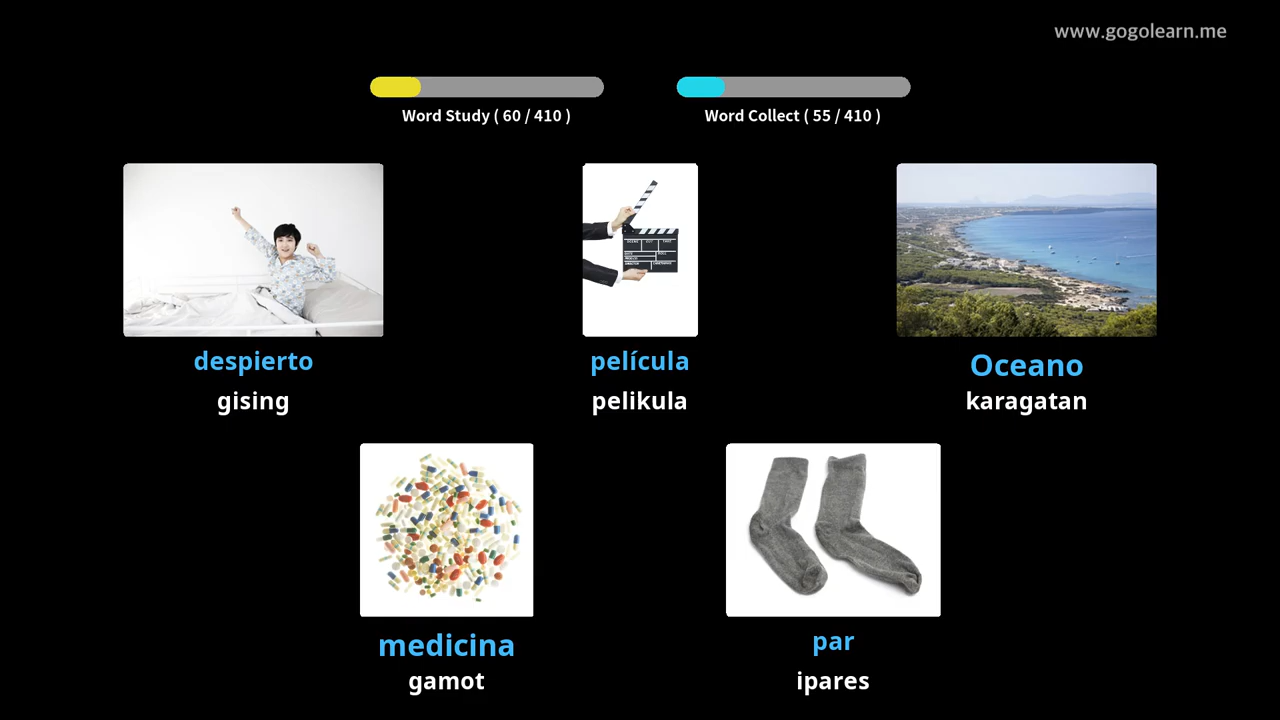 www.gogolearn.me
Word Study ( 60 / 410 )
Word Collect ( 55 / 410 )
despierto
gising
película
pelikula
Oceano
karagatan
medicina
gamot
par
ipares